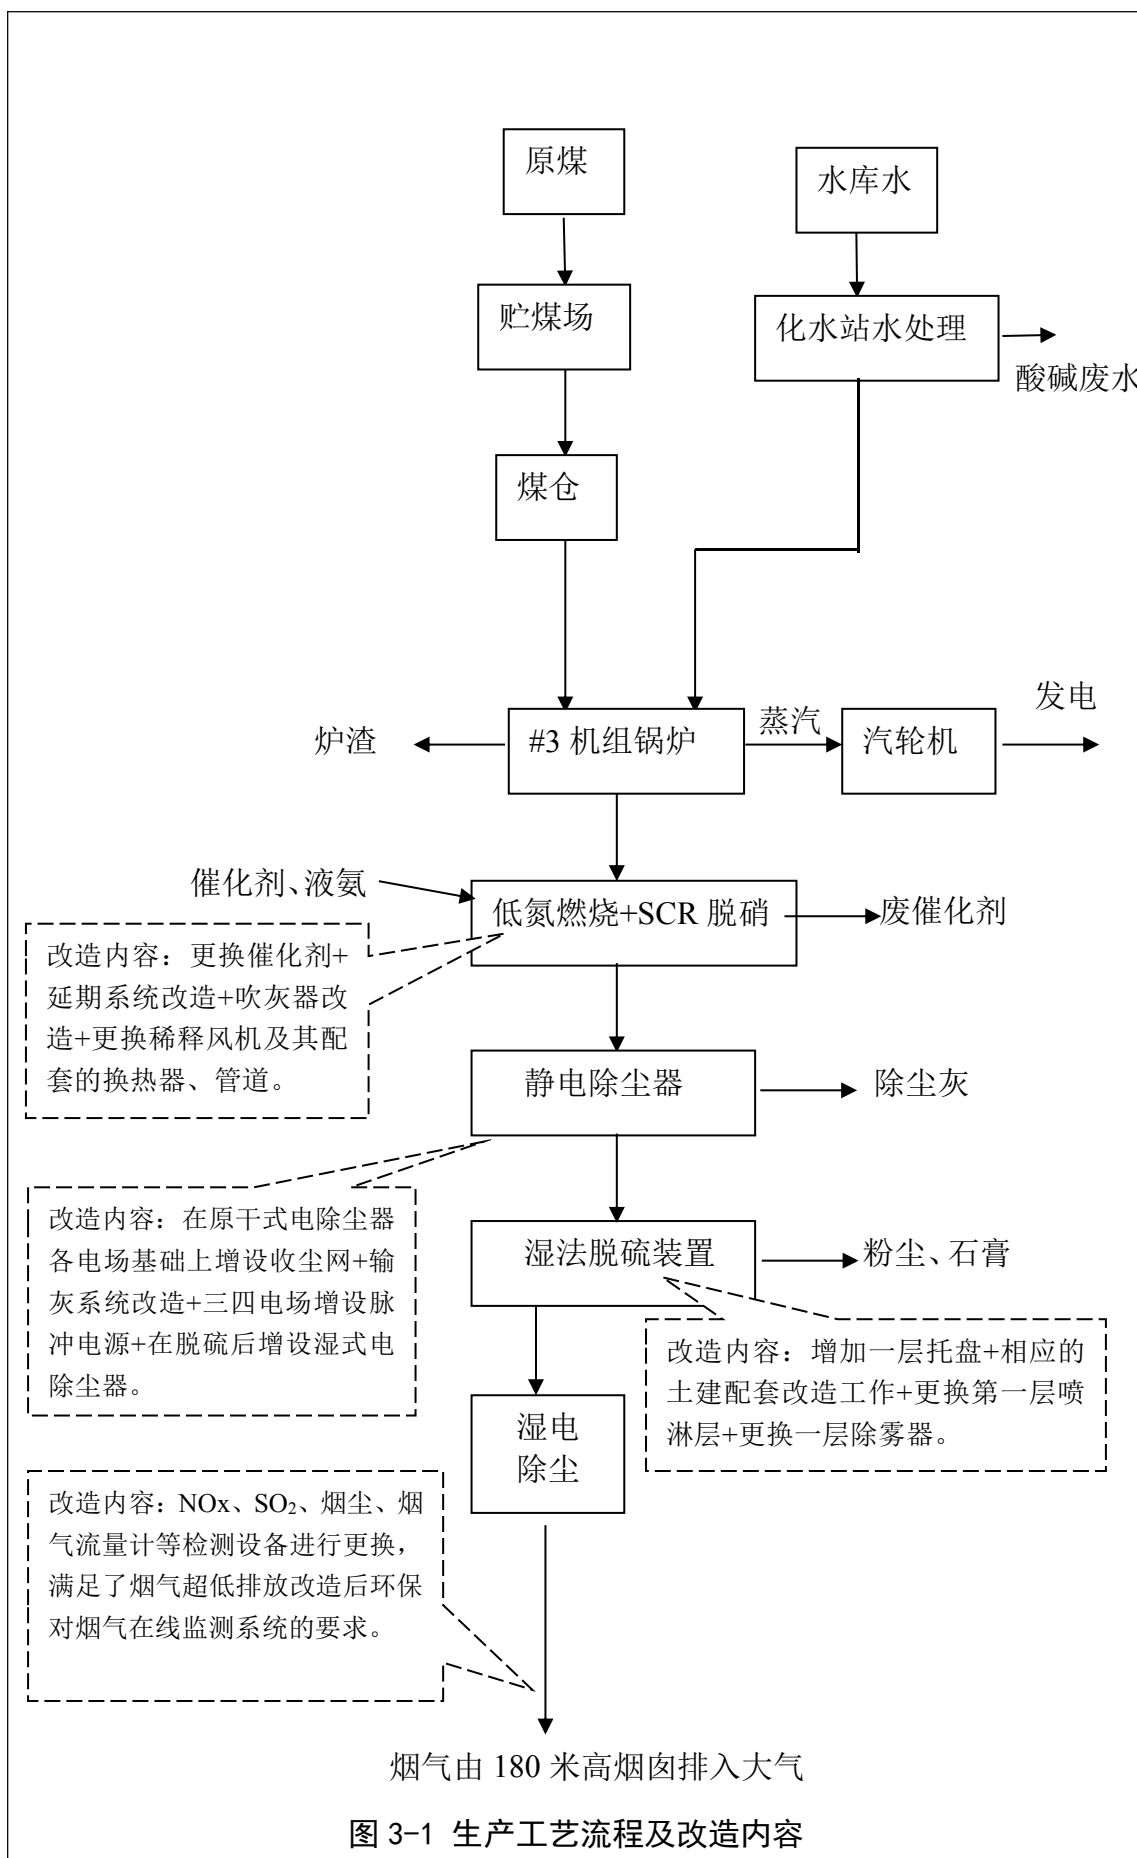 原煤
水库水
贮煤场
化水站水处理
酸碱废水
煤仓
发电
炉渣
#3 机组锅炉
蒸汽
汽轮机
催化剂、液氨
低氮燃烧+SCR 脱硝
废催化剂
改造内容：更换催化剂+
延期系统改造+吹灰器改
造+更换稀释风机及其配
套的换热器、管道。
静电除尘器
除尘灰
改造内容：在原干式电除尘器
各电场基础上增设收尘网+输
灰系统改造+三四电场增设脉
冲电源+在脱硫后增设湿式电
除尘器。
湿法脱硫装置
粉尘、石膏
改造内容：增加一层托盘+相应的
土建配套改造工作+更换第一层喷
淋层+更换一层除雾器。
湿电
除尘
改造内容：NOx、SO₂、烟尘、烟
气流量计等检测设备进行更换，
满足了烟气超低排放改造后环保
对烟气在线监测系统的要求。
烟气由 180 米高烟囱排入大气
图 3-1 生产工艺流程及改造内容